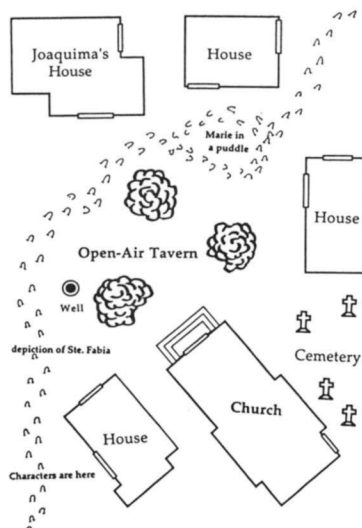 Joaquima's
House
House
Marie in
a puddle
House
Open-Air Tavern
Well
depiction of Ste. Fabia
Cemetery
Church
House
Characters are here